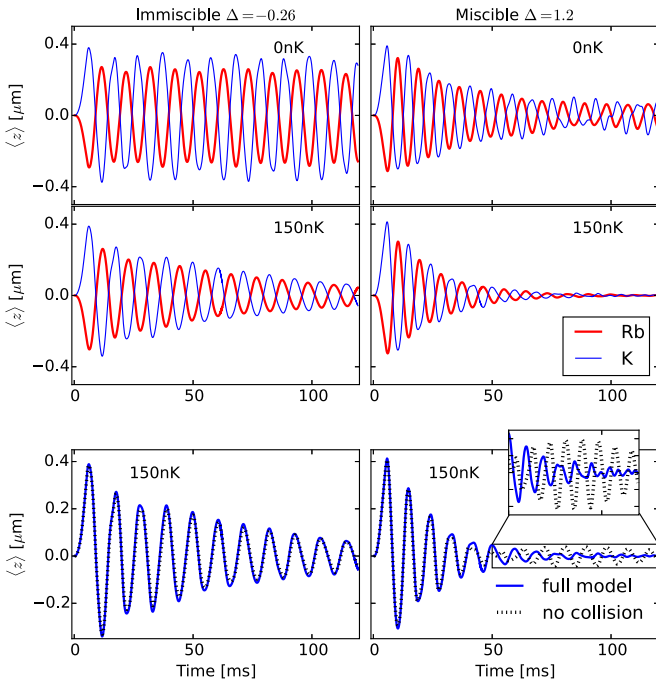 Immiscible Δ=−0.26
Miscible Δ=1.2
0.4
0.0
−0.4
⟨z⟩ [μm]
0nK
0nK
0.4
0.0
−0.4
⟨z⟩ [μm]
150nK
150nK
Rb
K
0
50
100
0
50
100
0.4
0.2
0.0
−0.2
⟨z⟩ [μm]
150nK
150nK
full model
no collision
0
50
100
0
50
100
Time [ms]
Time [ms]